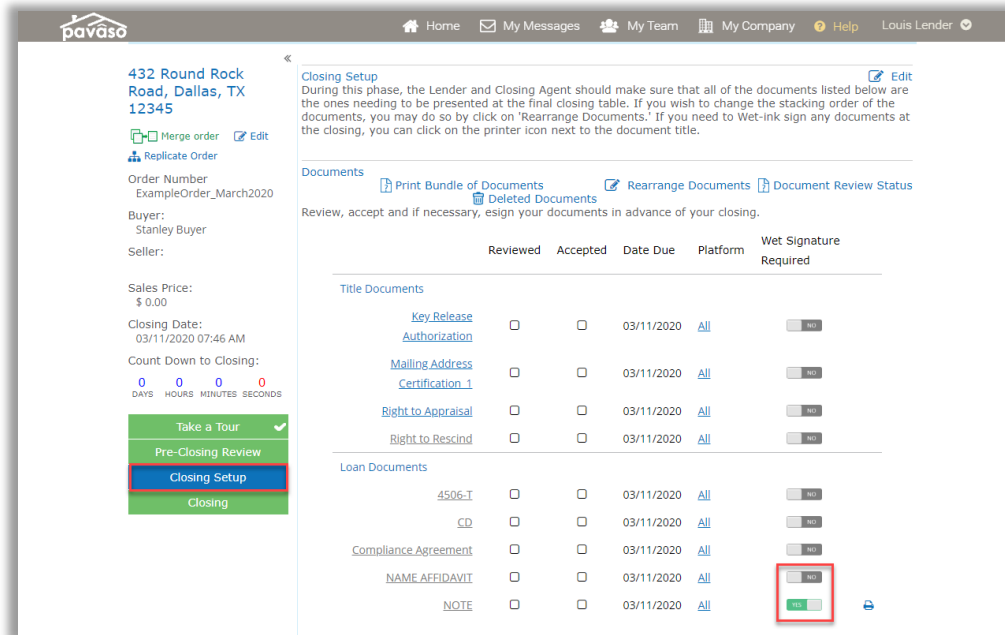 pavaso
Home My Messages My Team My Company Help Louis Lender
«
432 Round Rock
Road, Dallas, TX
12345
Merge order Edit
Replicate Order
Order Number
ExampleOrder_March2020
Buyer:
Stanley Buyer
Seller:
Sales Price:
$ 0.00
Closing Date:
03/11/2020 07:46 AM
Count Down to Closing:
0 0 0 0
DAYS HOURS MINUTES SECONDS
Take a Tour
Pre-Closing Review
Closing Setup
Closing
Closing Setup Edit
During this phase, the Lender and Closing Agent should make sure that all of the documents listed below are
the ones needing to be presented at the final closing table. If you wish to change the stacking order of the
documents, you may do so by click on 'Rearrange Documents.' If you need to Wet-ink sign any documents at
the closing, you can click on the printer icon next to the document title.
Documents
Print Bundle of Documents Rearrange Documents Document Review Status
Deleted Documents
Review, accept and if necessary, esign your documents in advance of your closing.
Reviewed Accepted Date Due Platform Wet Signature
Required
Title Documents
Key Release
Authorization 03/11/2020 All NO
Mailing Address
Certification_1 03/11/2020 All NO
Right to Appraisal 03/11/2020 All NO
Right to Rescind 03/11/2020 All NO
Loan Documents
4506-T 03/11/2020 All NO
CD 03/11/2020 All NO
Compliance Agreement 03/11/2020 All NO
NAME AFFIDAVIT 03/11/2020 All NO
NOTE 03/11/2020 All YES